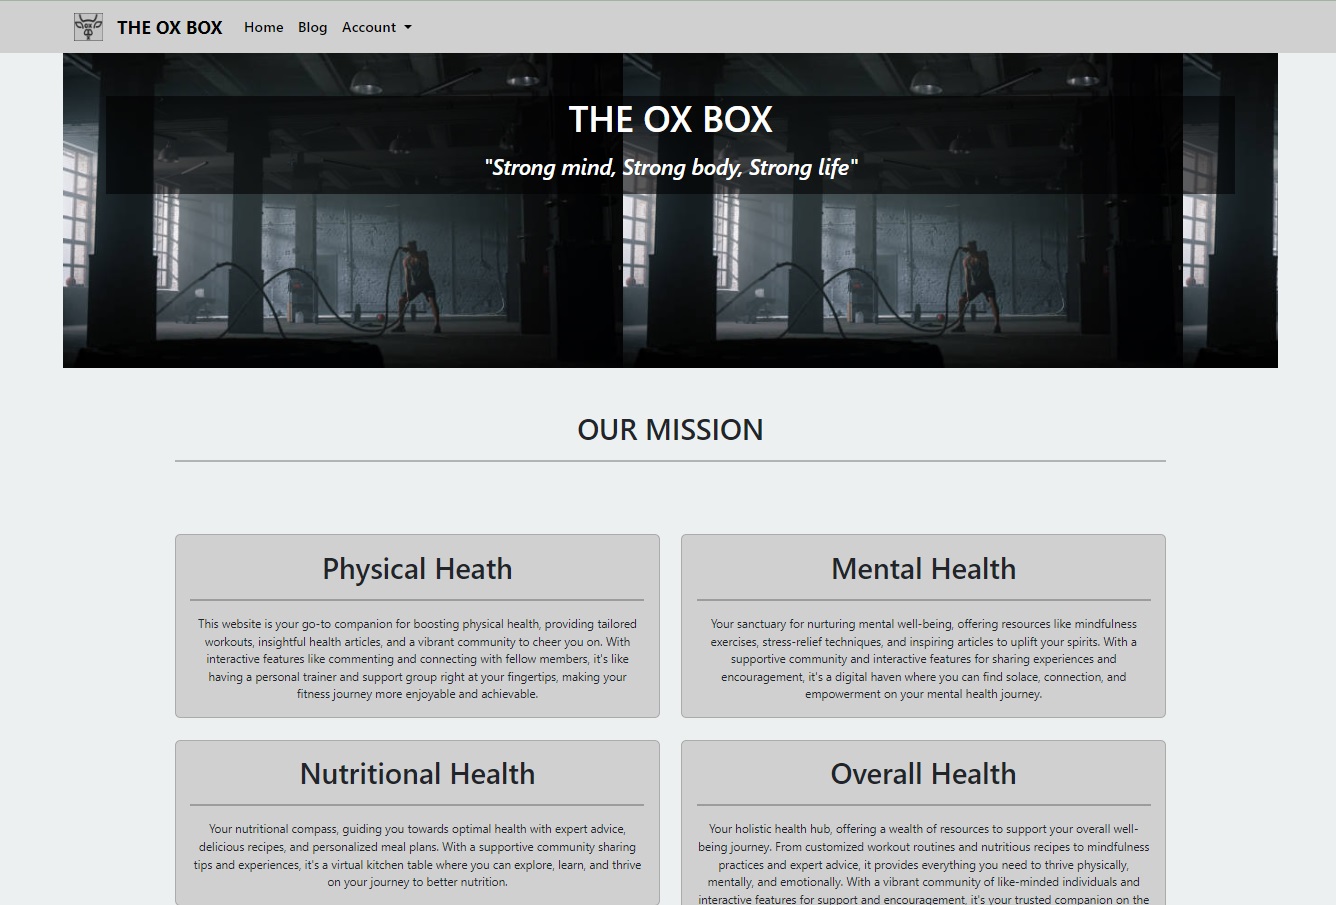 OX
THE OX BOX
Home
Blog
Account
THE OX BOX
"Strong mind, Strong body, Strong life"
OUR MISSION
Physical Heath
This website is your go-to companion for boosting physical health, providing tailored
workouts, insightful health articles, and a vibrant community to cheer you on. With
interactive features like commenting and connecting with fellow members, it's like
having a personal trainer and support group right at your fingertips, making your
fitness journey more enjoyable and achievable.
Mental Health
Your sanctuary for nurturing mental well-being, offering resources like mindfulness
exercises, stress-relief techniques, and inspiring articles to uplift your spirits. With a
supportive community and interactive features for sharing experiences and
encouragement, it's a digital haven where you can find solace, connection, and
empowerment on your mental health journey.
Nutritional Health
Your nutritional compass, guiding you towards optimal health with expert advice,
delicious recipes, and personalized meal plans. With a supportive community sharing
tips and experiences, it's a virtual kitchen table where you can explore, learn, and thrive
on your journey to better nutrition.
Overall Health
Your holistic health hub, offering a wealth of resources to support your overall well-
being journey. From customized workout routines and nutritious recipes to mindfulness
practices and expert advice, it provides everything you need to thrive physically,
mentally, and emotionally. With a vibrant community of like-minded individuals and
interactive features for support and encouragement, it's your trusted companion on the